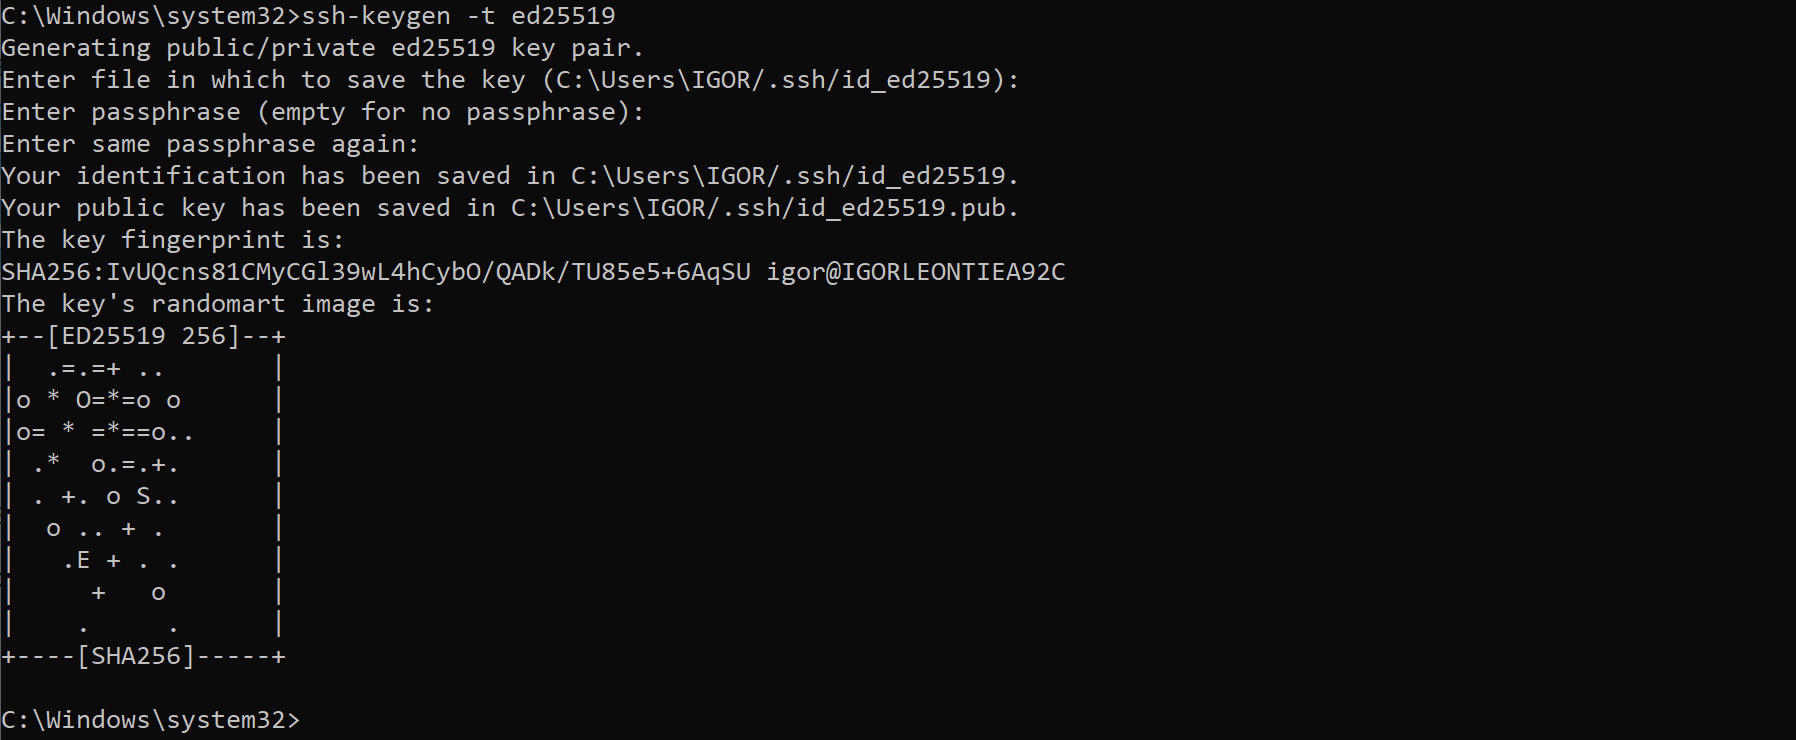 C:\Windows\system32>ssh-keygen -t ed25519
Generating public/private ed25519 key pair.
Enter file in which to save the key (C:\Users\IGOR/.ssh/id_ed25519):
Enter passphrase (empty for no passphrase):
Enter same passphrase again:
Your identification has been saved in C:\Users\IGOR/.ssh/id_ed25519.
Your public key has been saved in C:\Users\IGOR/.ssh/id_ed25519.pub.
The key fingerprint is:
SHA256:IvUQcns81CMyCGl39wL4hCybO/QADk/TU85e5+6AqSU igor@IGORLEONTIEA92C
The key's randomart image is:
+--[ED25519 256]--+
|  .=.=+ ..       |
|o * O=*=o o      |
|o= * =*==o..     |
| .*  o.=.+.      |
| . +. o S..      |
|  o .. + .       |
|   .E + . .      |
|     +   o       |
|    .     .      |
+----[SHA256]-----+
C:\Windows\system32>